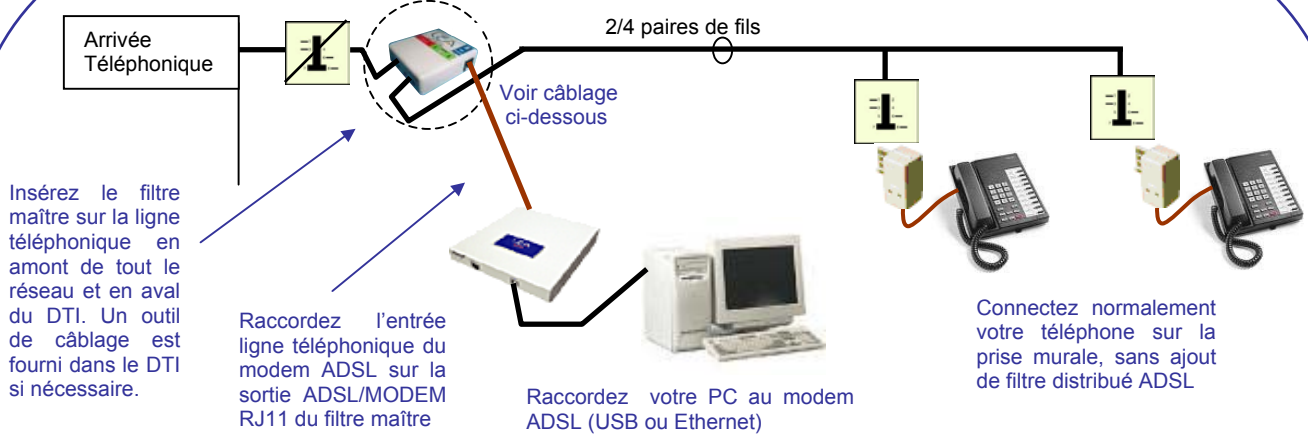 Arrivée
Téléphonique
2/4 paires de fils
Voir câblage
ci-dessous
Insérez le filtre
maître sur la ligne
téléphonique en
amont de tout le
réseau et en aval
du DTI. Un outil
de câblage est
fourni dans le DTI
si nécessaire.
Raccordez l'entrée
ligne téléphonique du
modem ADSL sur la
sortie ADSL/MODEM
RJ11 du filtre maître
Raccordez votre PC au modem
ADSL (USB ou Ethernet)
Connectez normalement
votre téléphone sur la
prise murale, sans ajout
de filtre distribué ADSL